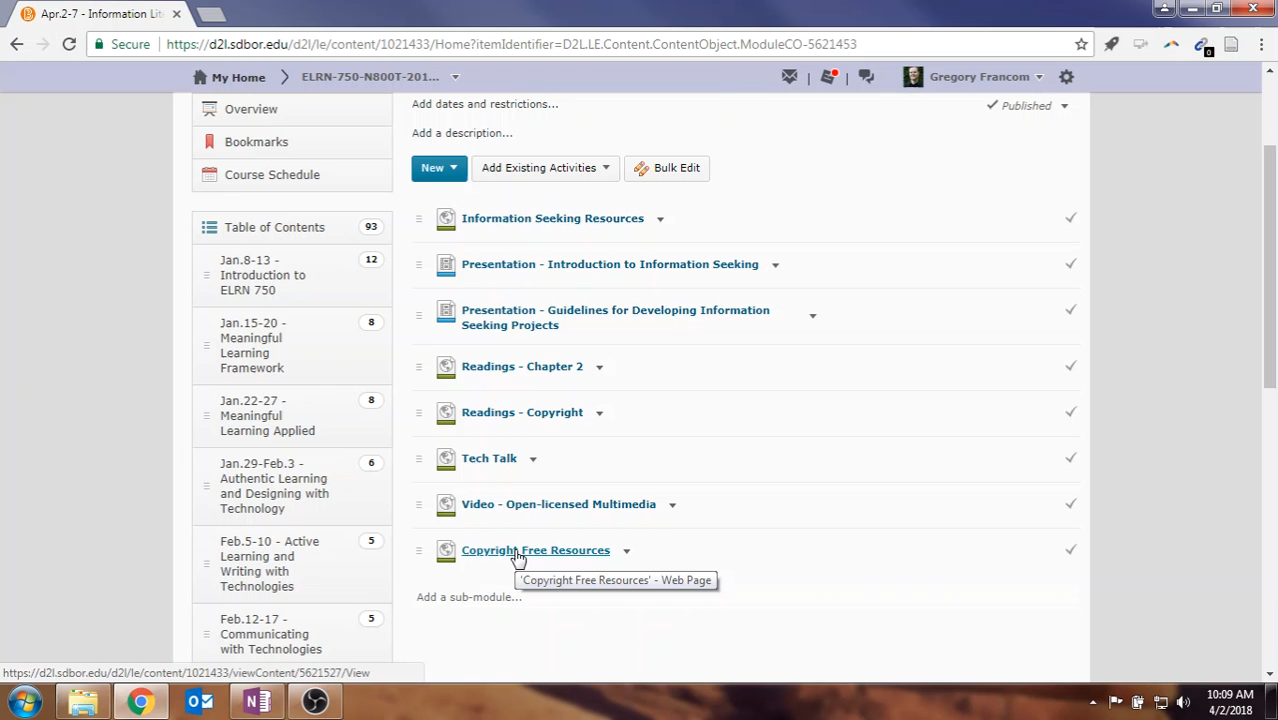 Apr.2-7 - Information Lit
Secure
https://d2l.sdbor.edu/d2l/le/content/1021433/Home?itemIdentifier=D2L.LE.Content.ContentObject.ModuleCO-5621453
0
My Home
ELRN-750-N800T-201...
Gregory Francom
Overview
Bookmarks
Course Schedule
Table of Contents 93
Jan.8-13 -
Introduction to
ELRN 750
12
Jan.15-20 -
Meaningful
Learning
Framework
8
Jan.22-27 -
Meaningful
Learning Applied
8
Jan.29-Feb.3 -
Authentic Learning
and Designing with
Technology
6
Feb.5-10 - Active
Learning and
Writing with
Technologies
5
Feb.12-17 -
Communicating
with Technologies
5
Add dates and restrictions...
Published
Add a description...
New
Add Existing Activities
Bulk Edit
Information Seeking Resources
Presentation - Introduction to Information Seeking
Presentation - Guidelines for Developing Information
Seeking Projects
Readings - Chapter 2
Readings - Copyright
Tech Talk
Video - Open-licensed Multimedia
Copyright Free Resources
'Copyright Free Resources' - Web Page
Add a sub-module...
https://d2l.sdbor.edu/d2l/le/content/1021433/viewContent/5621527/View
10:09 AM
4/2/2018